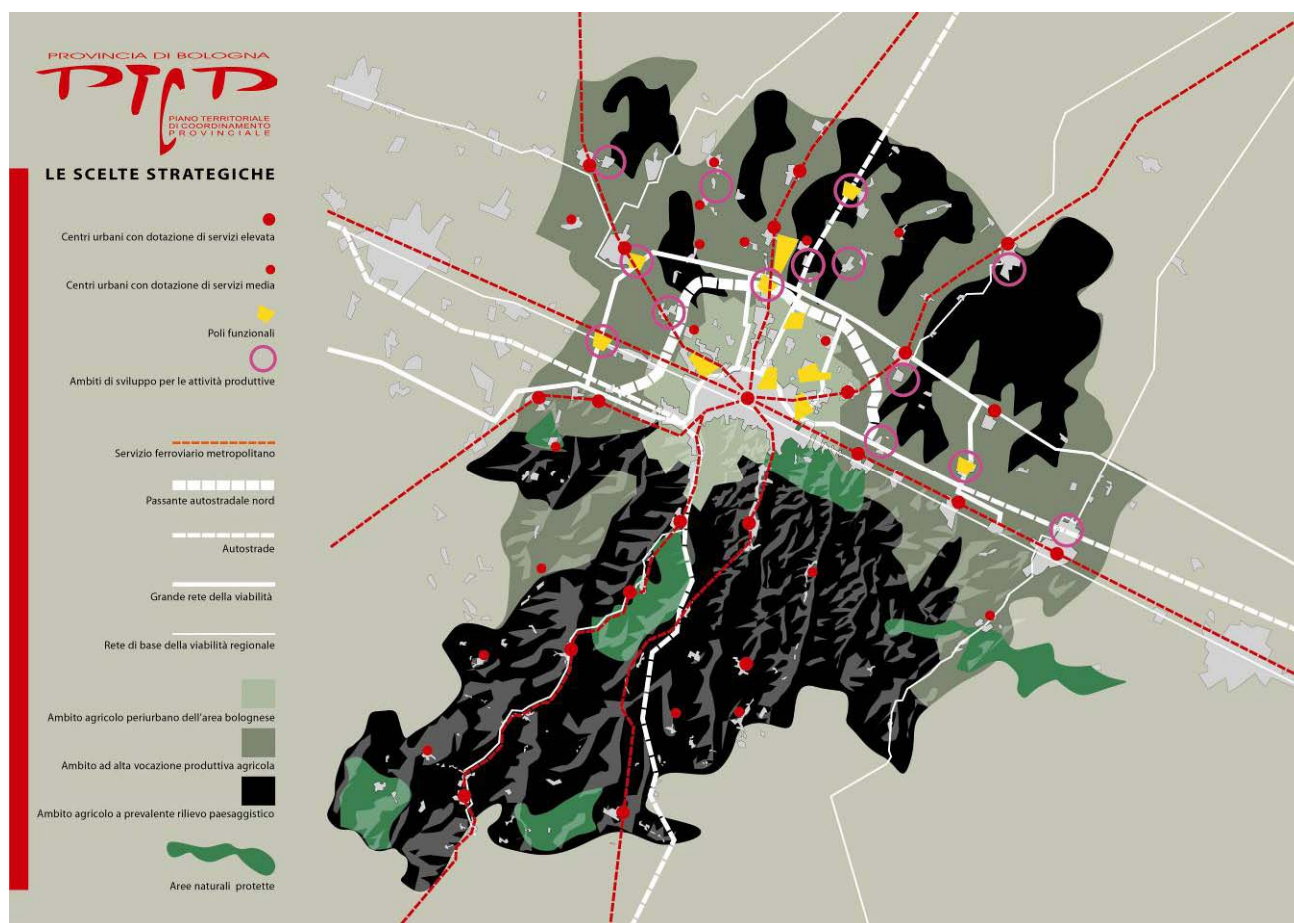 PROVINCIA DI BOLOGNA
PTCP
PIANO TERRITORIALE
DI COORDINAMENTO
PROVINCIALE
LE SCELTE STRATEGICHE
Centri urbani con dotazione di servizi elevata
Centri urbani con dotazione di servizi media
Poli funzionali
Ambiti di sviluppo per le attività produttive
Servizio ferroviario metropolitano
Passante autostradale nord
Autostrade
Grande rete della viabilità
Rete di base della viabilità regionale
Ambito agricolo periurbano dell'area bolognese
Ambito ad alta vocazione produttiva agricola
Ambito agricolo a prevalente rilievo paesaggistico
Aree naturali protette